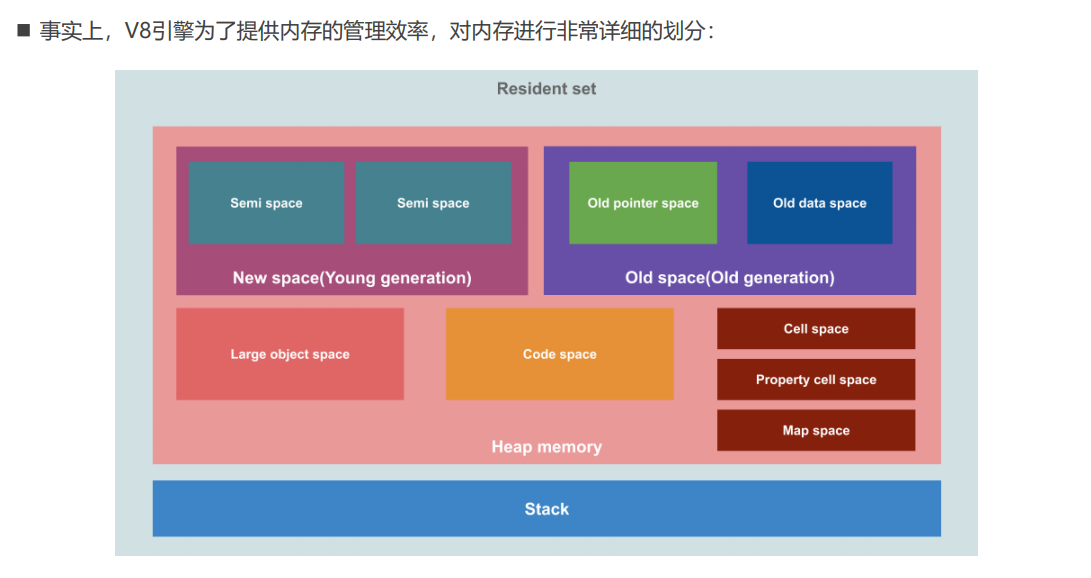 ■ 事实上，V8引擎为了提供内存的管理效率，对内存进行非常详细的划分：
Resident set
Semi space
Semi space
New space(Young generation)
Old pointer space
Old data space
Old space(Old generation)
Large object space
Code space
Cell space
Property cell space
Map space
Heap memory
Stack